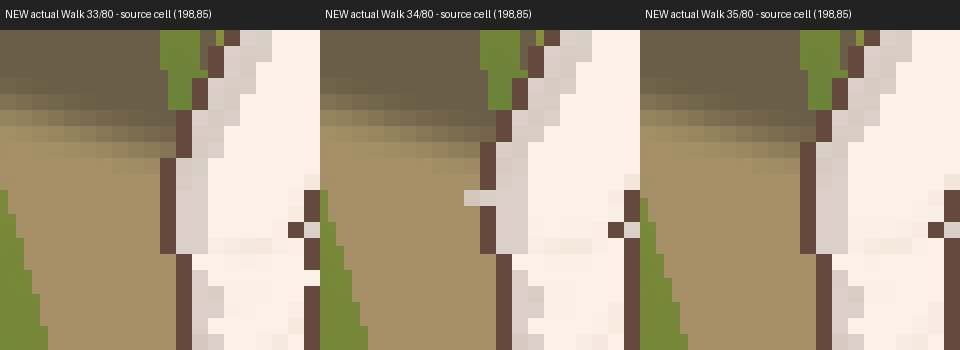 NEW actual Walk 33/80 - source cell (198,85)
NEW actual Walk 34/80 - source cell (198,85)
NEW actual Walk 35/80 - source cell (198,85)